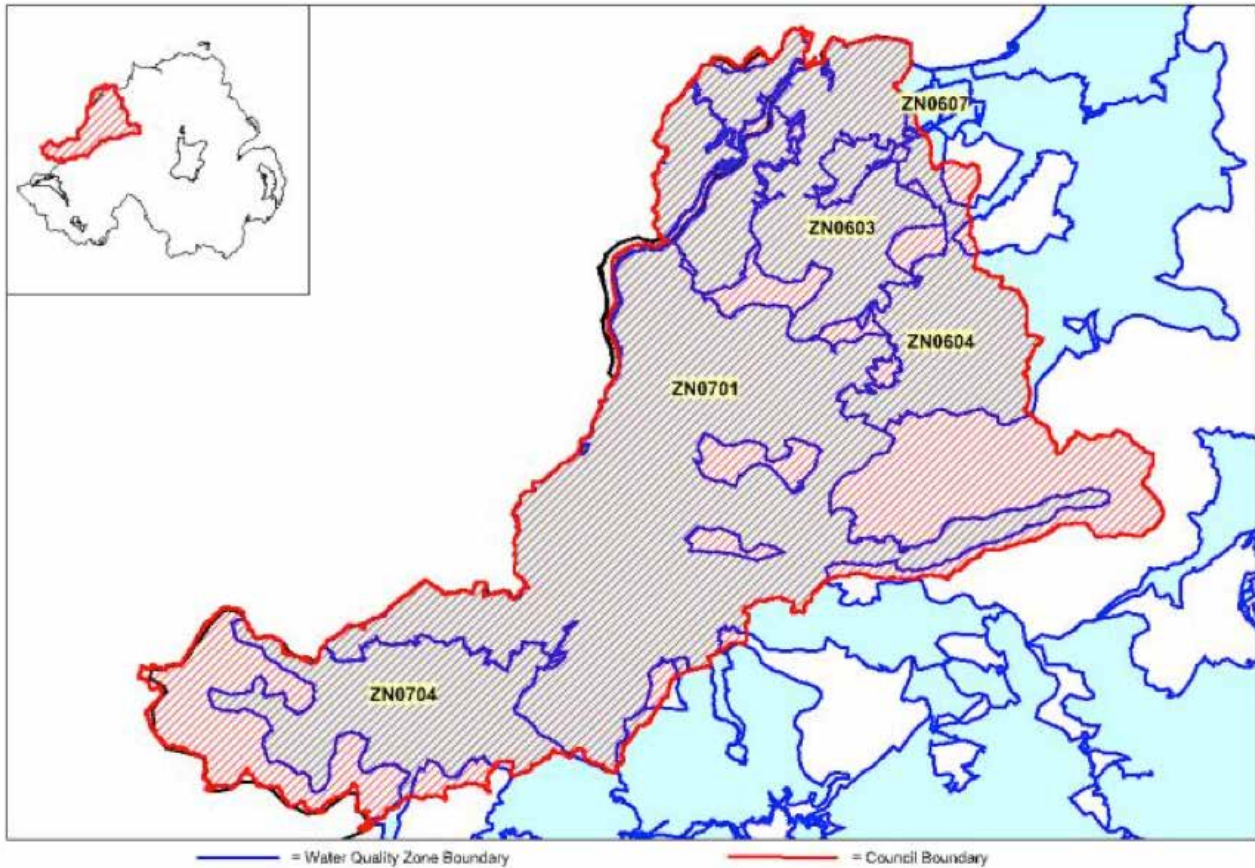 ZN0607
ZN0603
ZN0604
ZN0701
ZN0704
= Water Quality Zone Boundary
= Council Boundary